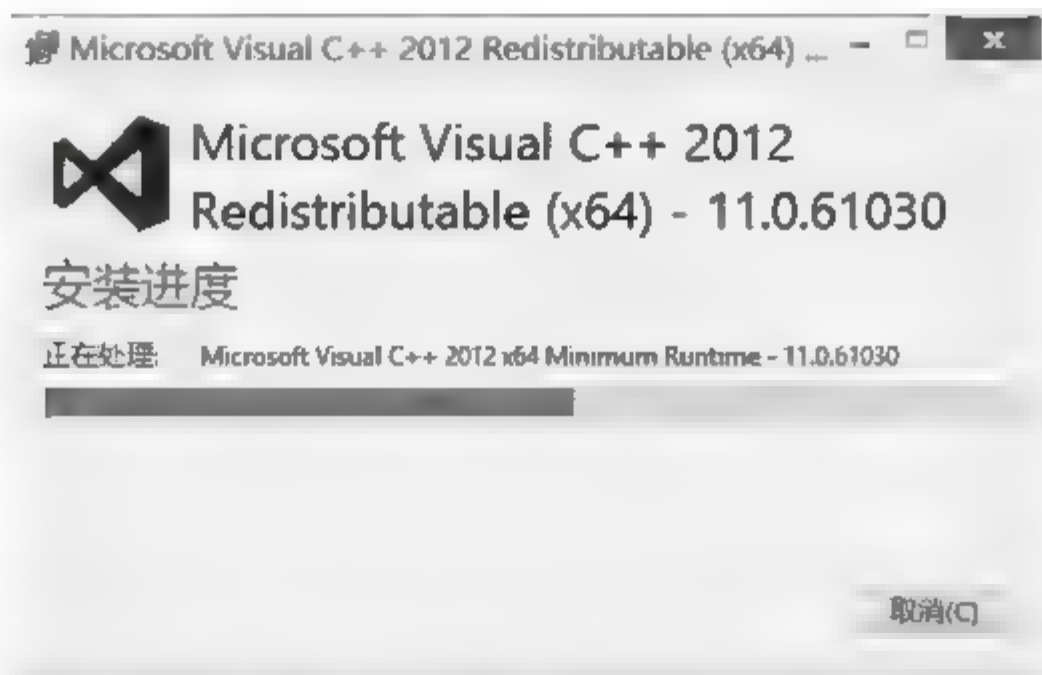 Microsoft Visual C++ 2012 Redistributable (x64) ...
Microsoft Visual C++ 2012
Redistributable (x64) - 11.0.61030
安装进度
正在处理: Microsoft Visual C++ 2012 x64 Minimum Runtime - 11.0.61030
取消(C)